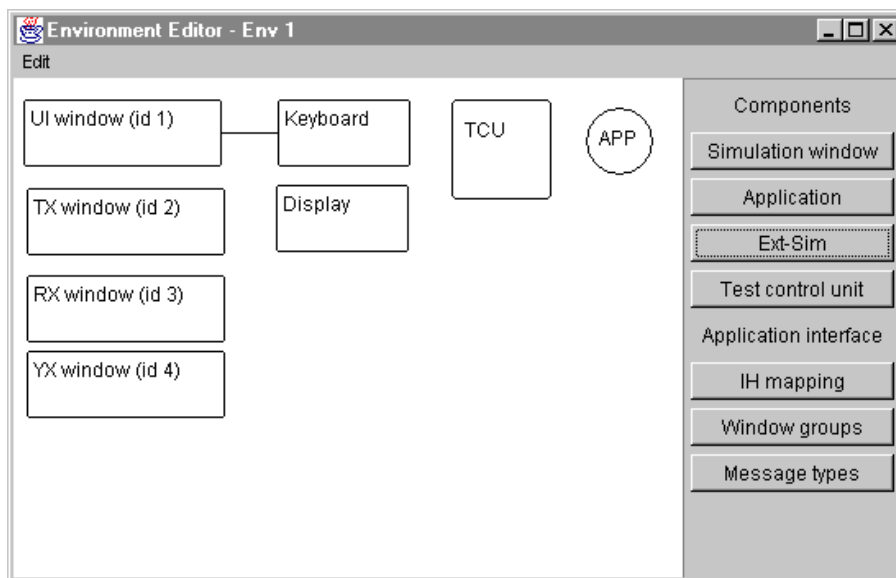 Environment Editor - Env 1
Edit
UI window (id 1)
Keyboard
TCU
APP
TX window (id 2)
Display
RX window (id 3)
YX window (id 4)
Components
Simulation window
Application
Ext-Sim
Test control unit
Application interface
IH mapping
Window groups
Message types